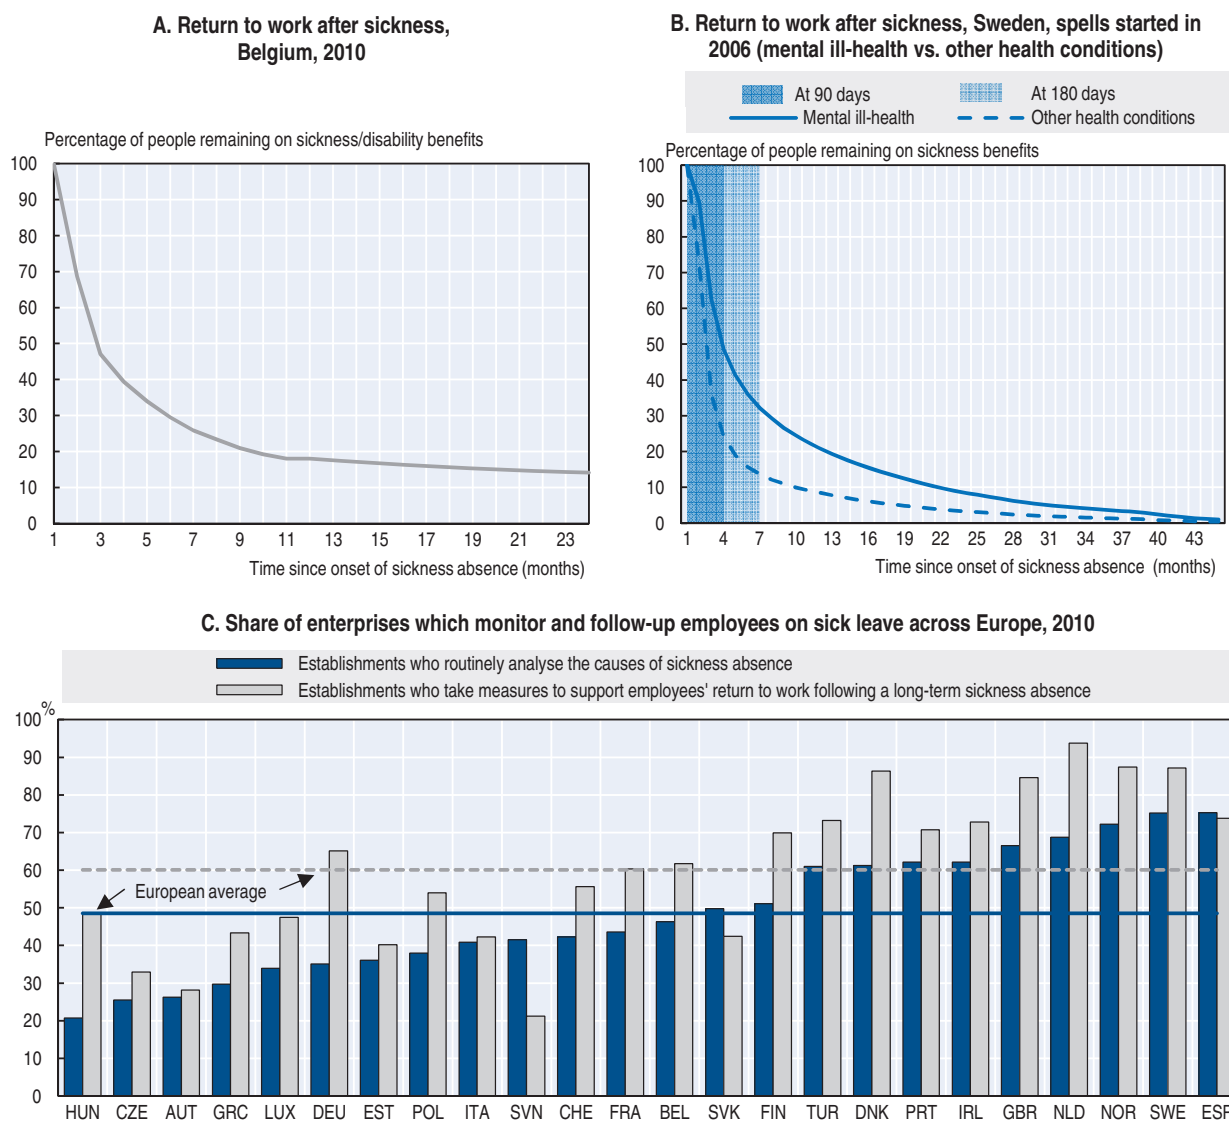 A. Return to work after sickness,
Belgium, 2010
Percentage of people remaining on sickness/disability benefits
100
90
80
70
60
50
40
30
20
10
0
1 3 5 7 9 11 13 15 17 19 21 23
Time since onset of sickness absence (months)
B. Return to work after sickness, Sweden, spells started in
2006 (mental ill-health vs. other health conditions)
At 90 days At 180 days
Mental ill-health Other health conditions
Percentage of people remaining on sickness benefits
100
90
80
70
60
50
40
30
20
10
0
1 4 7 10 13 16 19 22 25 28 31 34 37 40 43
Time since onset of sickness absence (months)
C. Share of enterprises which monitor and follow-up employees on sick leave across Europe, 2010
Establishments who routinely analyse the causes of sickness absence
Establishments who take measures to support employees' return to work following a long-term sickness absence
%
100
90
80
70
60
50
40
30
20
10
0
European average
HUN CZE AUT GRC LUX DEU EST POL ITA SVN CHE FRA BEL SVK FIN TUR DNK PRT IRL GBR NLD NOR SWE ESP